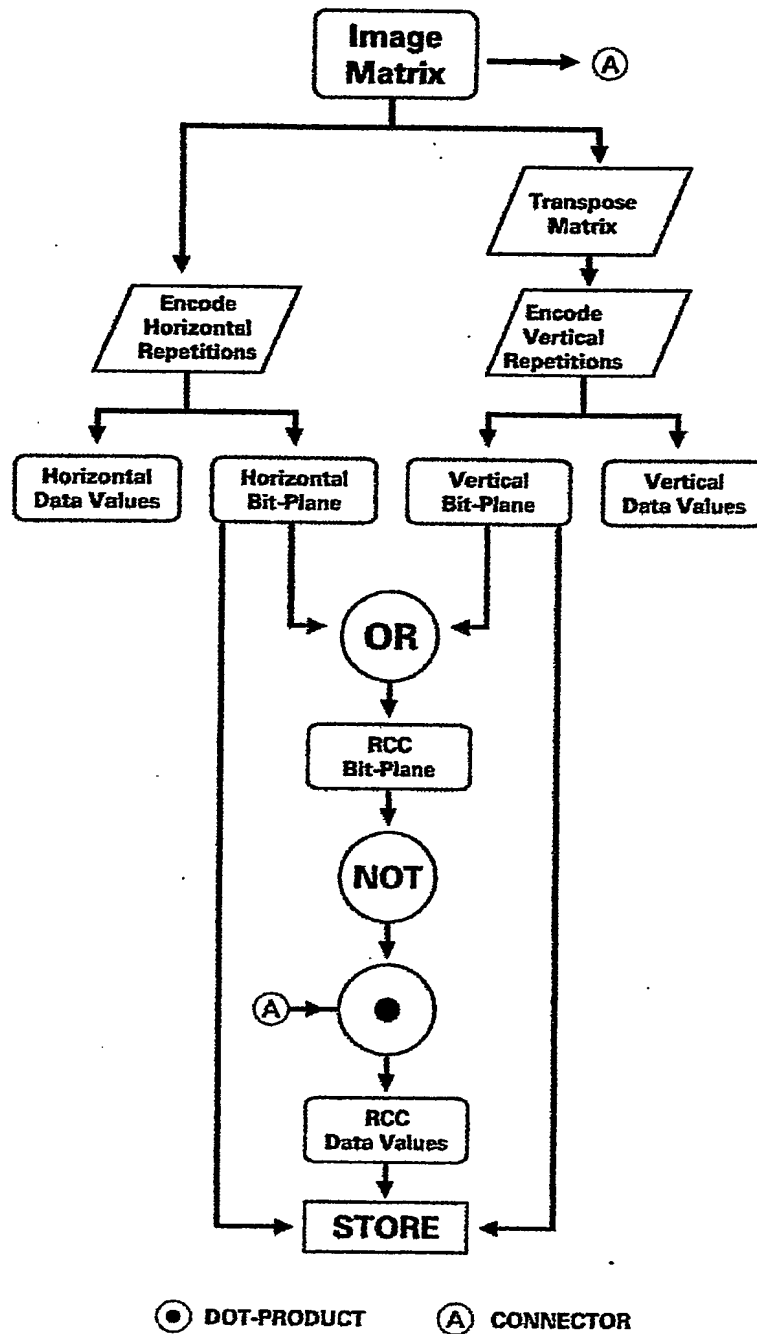 Image
Matrix
A
Transpose
Matrix
Encode
Horizontal
Repetitions
Encode
Vertical
Repetitions
Horizontal
Data Values
Horizontal
Bit-Plane
Vertical
Bit-Plane
Vertical
Data Values
OR
RCC
Bit-Plane
NOT
A
RCC
Data Values
STORE
DOT-PRODUCT
A CONNECTOR